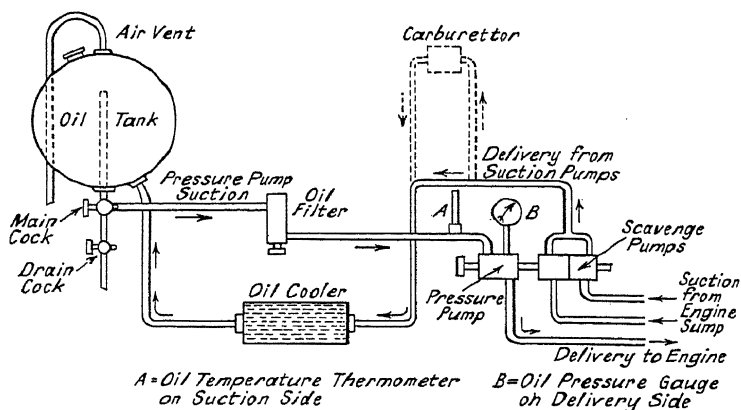 Air Vent
Carburettor
Oil Tank
Delivery from
Suction Pumps
Pressure Pump
Suction
Oil
Filter
A
B
Main
Cock
Scavenge
Pumps
Drain
Cock
Oil Cooler
Pressure
Pump
Suction
from
Engine
Sump
Delivery to Engine
A=Oil Temperature Thermometer
on Suction Side
B=Oil Pressure Gauge
on Delivery Side